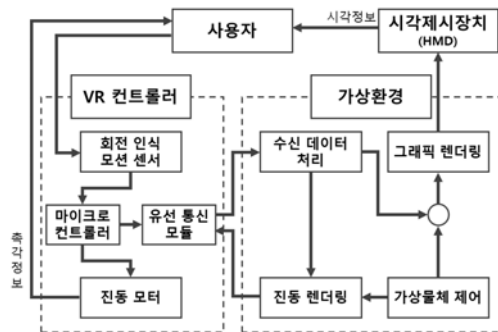 사용자
시각정보
시각제시장치
(HMD)
VR 컨트롤러
가상환경
회전 인식
모션 센서
수신 데이터
처리
그래픽 렌더링
마이크로
컨트롤러
유선 통신
모듈
촉각정보
진동 모터
진동 렌더링
가상물체 제어